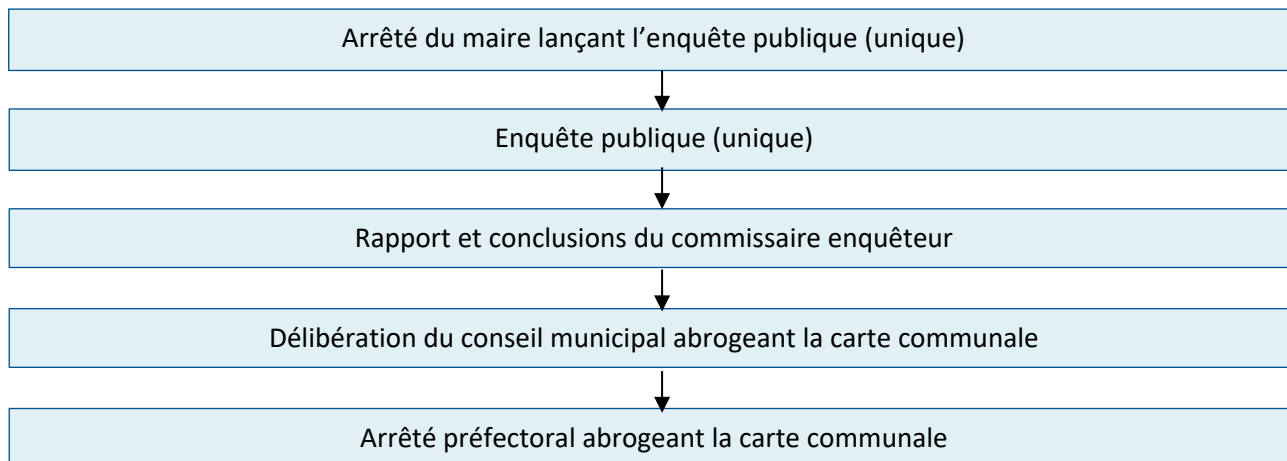 Arrêté du maire lançant l’enquête publique (unique)
Enquête publique (unique)
Rapport et conclusions du commissaire enquêteur
Délibération du conseil municipal abrogeant la carte communale
Arrêté préfectoral abrogeant la carte communale